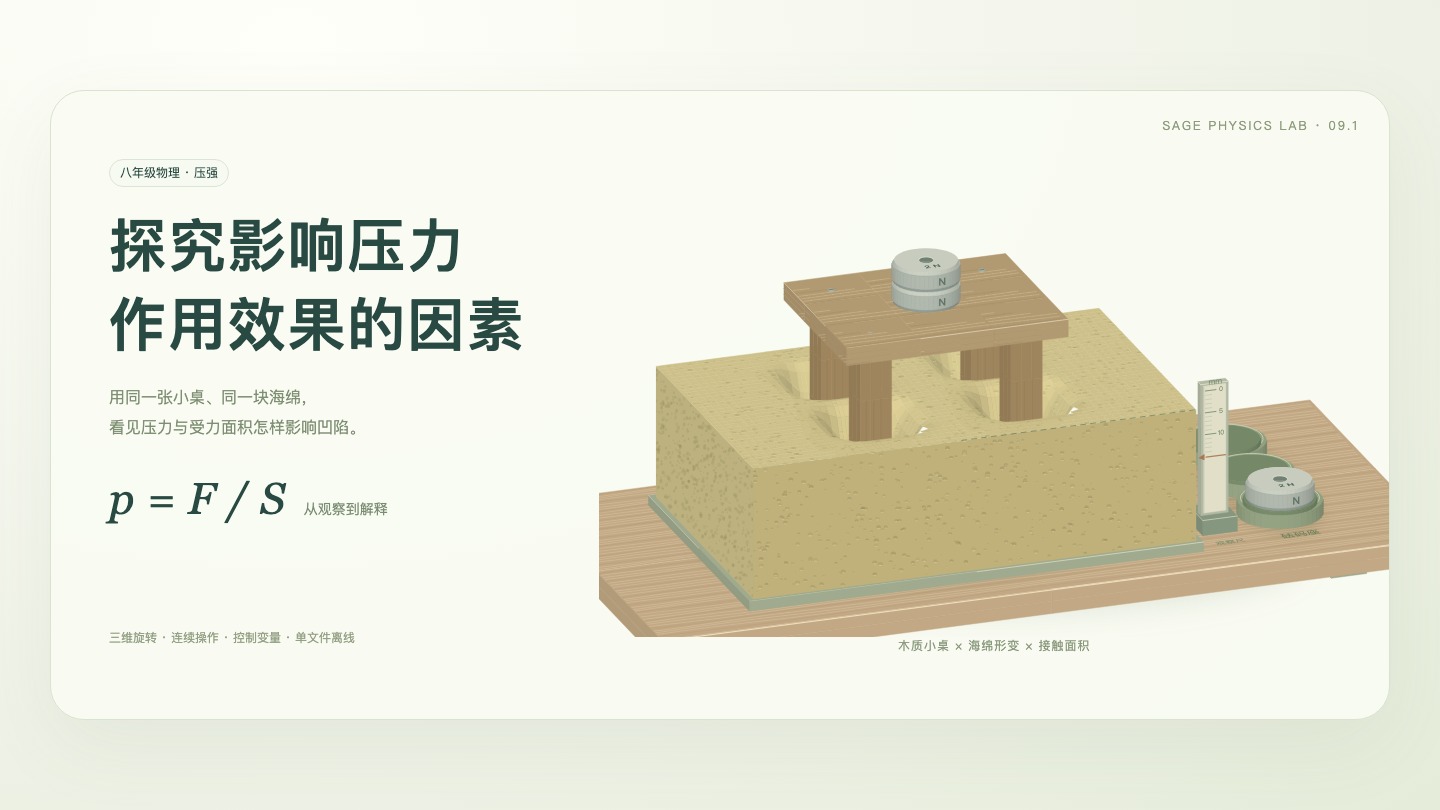 SAGE PHYSICS LAB · 09.1
八年级物理 · 压强
探究影响压力
作用效果的因素
用同一张小桌、同一块海绵，
看见压力与受力面积怎样影响凹陷。
p = F / S 从观察到解释
2 N
N
N
mm
0
5
10
2 N
N
三维旋转 · 连续操作 · 控制变量 · 单文件离线
木质小桌 × 海绵形变 × 接触面积